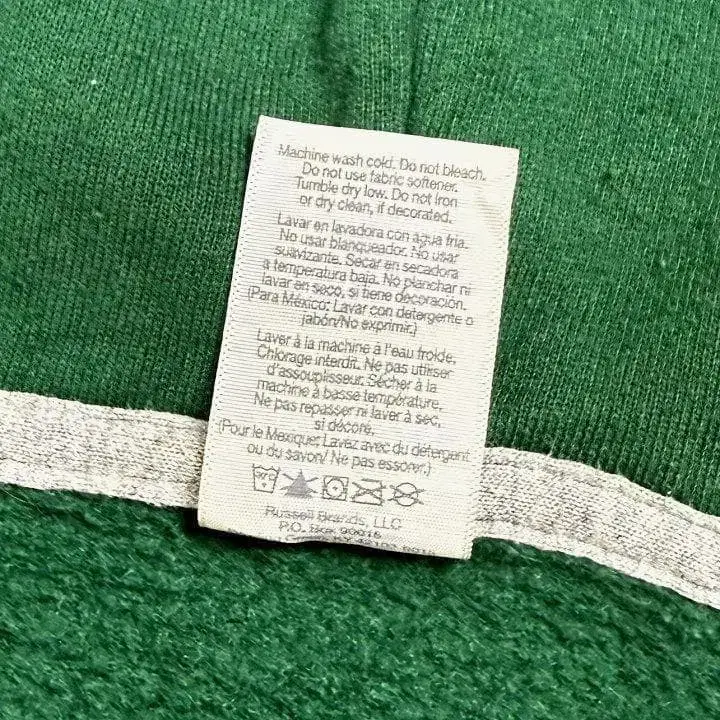 Machine wash cold. Do not bleach.
Do not use fabric softener.
Tumble dry low. Do not Iron
or dry clean, if decorated.
Lavar en lavadora con agua fria.
No usar blanqueador. No usar
suavizante. Secar en secadora
a temperatura baja. No planchar ni
lavar en seco, si tiene decoración.
(Para México: Lavar con detergente o
jabón/No exprimir.)
Laver à la machine à l'eau froide,
Chlorage interdit. Ne pas utiliser
d'assouplisseur. Sécher à la
machine à basse température,
Ne pas repasser ni laver à sec,
si décoré.
(Pour le Mexique: Lavez avec du détergent
ou du savon/ Ne pas essorer.)
Russell Brands, LLC
P.O. Box 90015
KY 42103